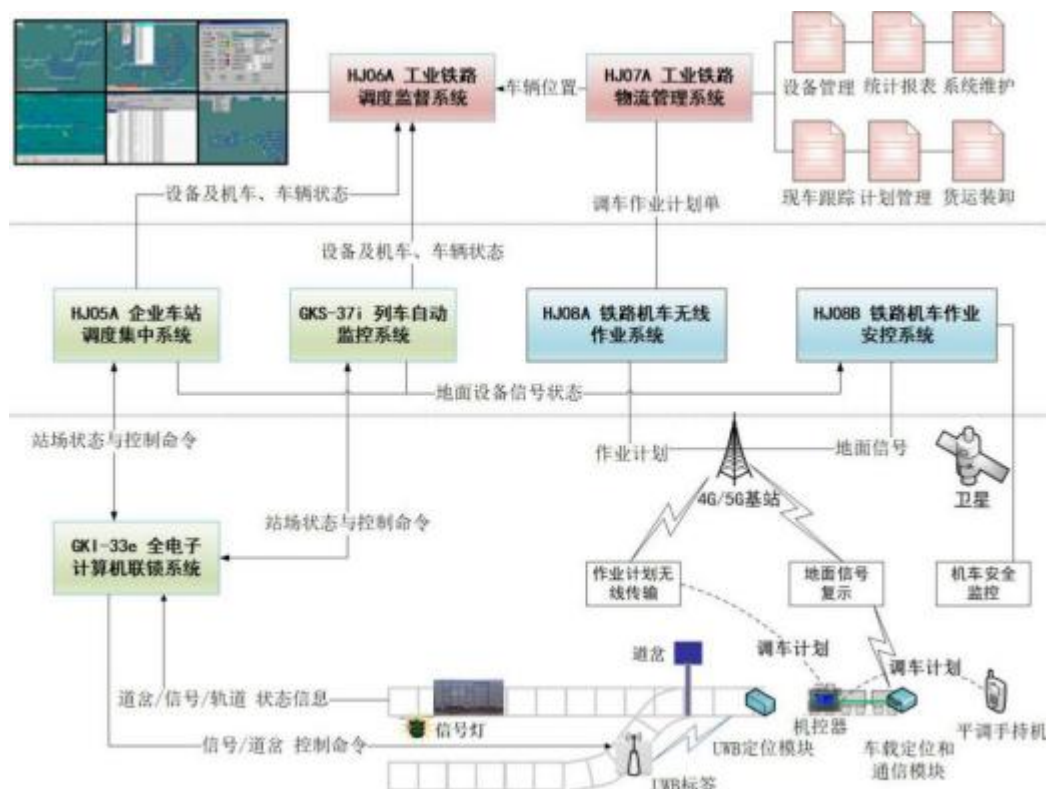 HJ06A 工业铁路
调度监督系统
车辆位置
HJ07A 工业铁路
物流管理系统
设备管理
统计报表
系统维护
现车跟踪
计划管理
货运装卸
设备及机车、车辆状态
调车作业计划单
设备及机车、车辆状态
HJ05A 企业车站
调度集中系统
GKS-37i 列车自动
监控系统
HJ08A 铁路机车无线
作业系统
HJ08B 铁路机车作业
安控系统
地面设备信号状态
站场状态与控制命令
作业计划
地面信号
4G/5G基站
卫星
站场状态与控制命令
GKI-33e 全电子
计算机联锁系统
作业计划无
线传输
地面信号
复示
机车安全
监控
道岔
调车计划
调车计划
道岔/信号/轨道 状态信息
信号灯
机控器
平调手持机
信号/道岔 控制命令
UWB定位模块
车载定位和
通信模块
UWB标签